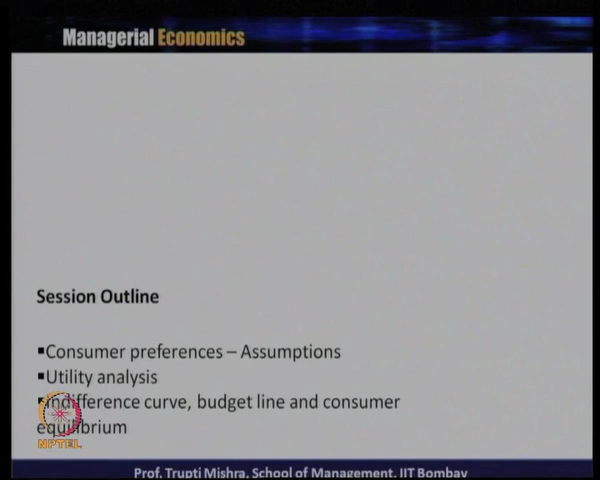 Managerial Economics
Session Outline
▪Consumer preferences – Assumptions
▪Utility analysis
▪Indifference curve, budget line and consumer
equilibrium
NPTEL
Prof. Trupti Mishra, School of Management, IIT Bombay